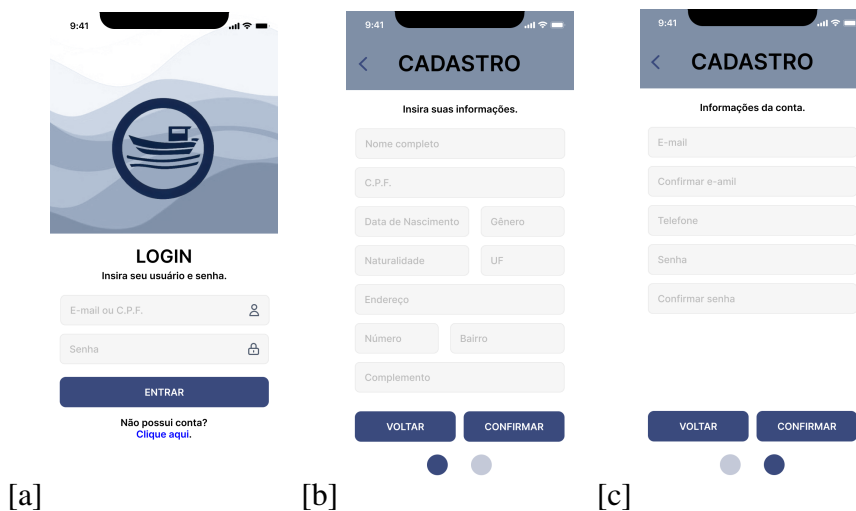 9:41
LOGIN
Insira seu usuário e senha.
E-mail ou C.P.F.
Senha
ENTRAR
Não possui conta?
Clique aqui.
[a]
9:41
CADASTRO
Insira suas informações.
Nome completo
C.P.F.
Data de Nascimento Gênero
Naturalidade UF
Endereço
Número Bairro
Complemento
VOLTAR CONFIRMAR
[b]
9:41
CADASTRO
Informações da conta.
E-mail
Confirmar e-amil
Telefone
Senha
Confirmar senha
VOLTAR CONFIRMAR
[c]